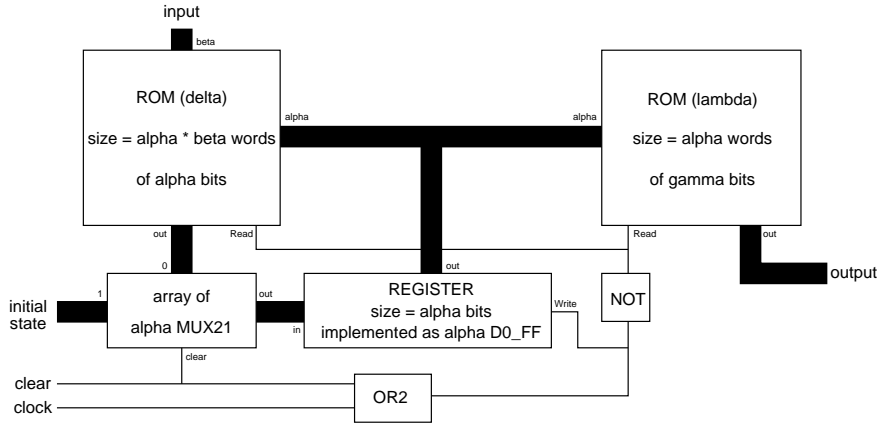 input
beta
ROM (delta)
size = alpha * beta words
of alpha bits
alpha
alpha
ROM (lambda)
size = alpha words
of gamma bits
out
Read
Read
out
0
out
output
initial
state
1
array of
alpha MUX21
out
in
REGISTER
size = alpha bits
implemented as alpha D0_FF
Write
NOT
clear
clear
clock
OR2